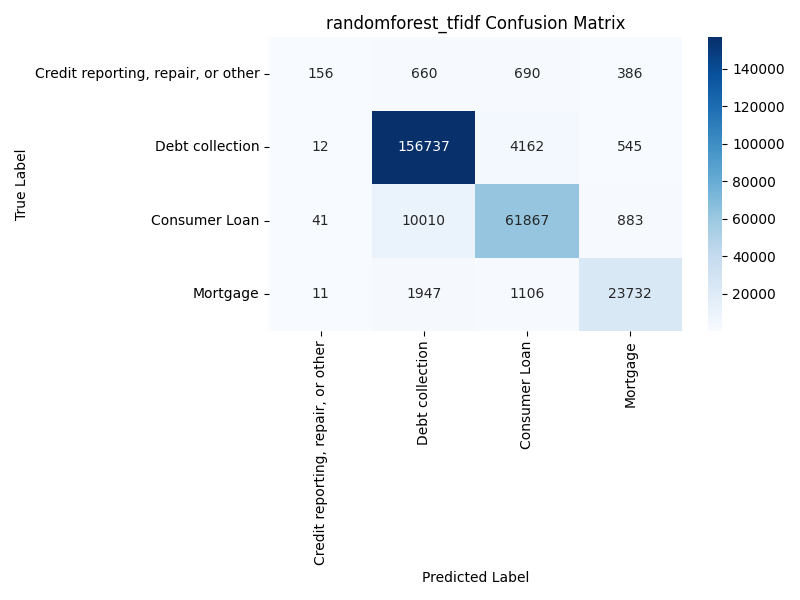 randomforest_tfidf Confusion Matrix
True Label
Credit reporting, repair, or other
156 660 690 386
Debt collection
12 156737 4162 545
Consumer Loan
41 10010 61867 883
Mortgage
11 1947 1106 23732
140000
120000
100000
80000
60000
40000
20000
Credit reporting, repair, or other
Debt collection
Consumer Loan
Mortgage
Predicted Label